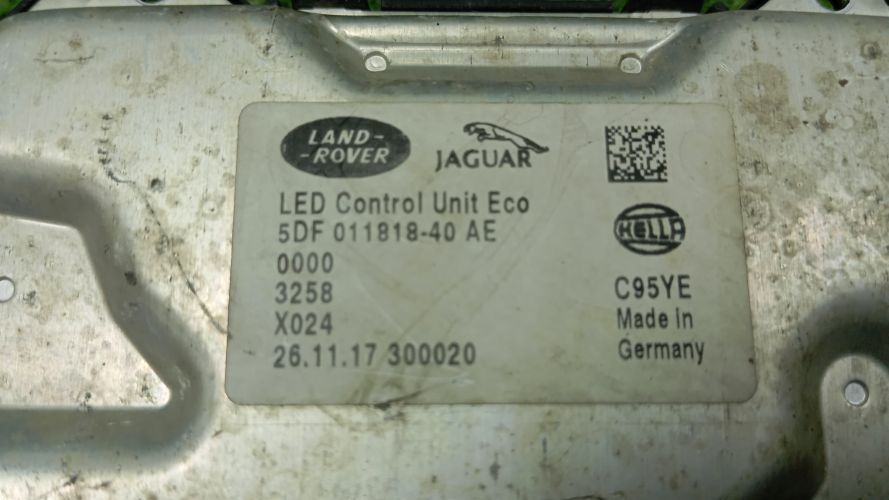 LAND-
-ROVER
JAGUAR
LED Control Unit Eco
5DF 011818-40 AE
0000
3258
X024
26.11.17 300020
HELLA
C95YE
Made in
Germany